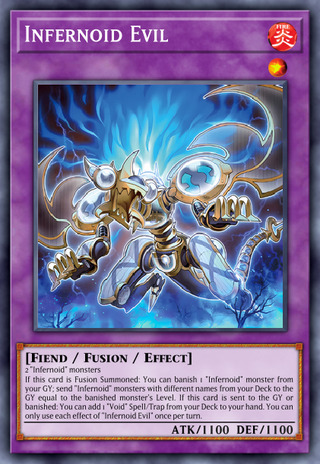 INFERNOID EVIL
FIRE
炎
[FIEND / FUSION / EFFECT]
2 "Infernoid" monsters
If this card is Fusion Summoned: You can banish 1 "Infernoid" monster from
your GY; send "Infernoid" monsters with different names from your Deck to the
GY equal to the banished monster's Level. If this card is sent to the GY or
banished: You can add 1 "Void" Spell/Trap from your Deck to your hand. You can
only use each effect of "Infernoid Evil" once per turn.
ATK/1100 DEF/1100